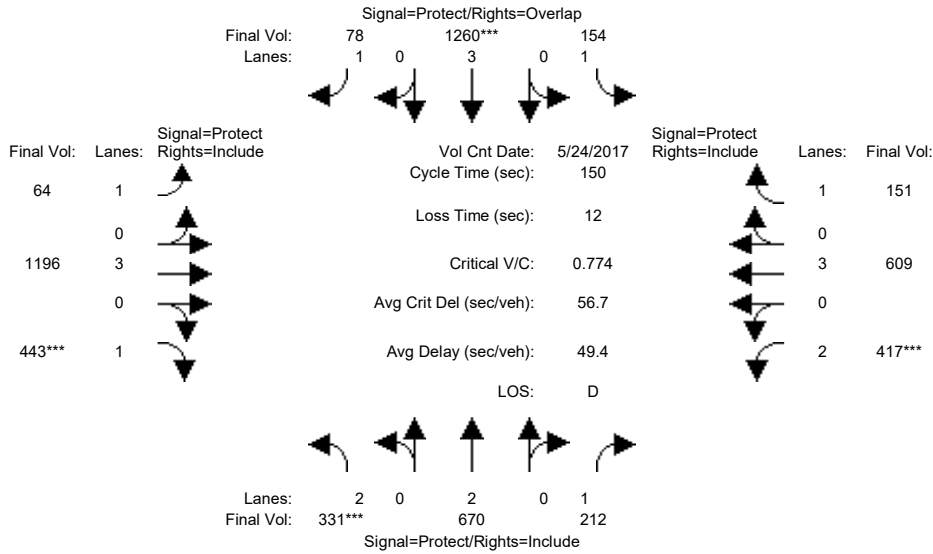 Signal=Protect/Rights=Overlap
Final Vol: 78 1260*** 154
Lanes: 1 0 3 0 1
Signal=Protect
Final Vol: Lanes: Rights=Include
Vol Cnt Date: 5/24/2017
Signal=Protect
Rights=Include Lanes: Final Vol:
Cycle Time (sec): 150
64 1
1 151
Loss Time (sec): 12
0
0
1196 3
Critical V/C: 0.774
3 609
0
Avg Crit Del (sec/veh): 56.7
0
443*** 1
Avg Delay (sec/veh): 49.4
2 417***
LOS: D
Lanes: 2 0 2 0 1
Final Vol: 331*** 670 212
Signal=Protect/Rights=Include